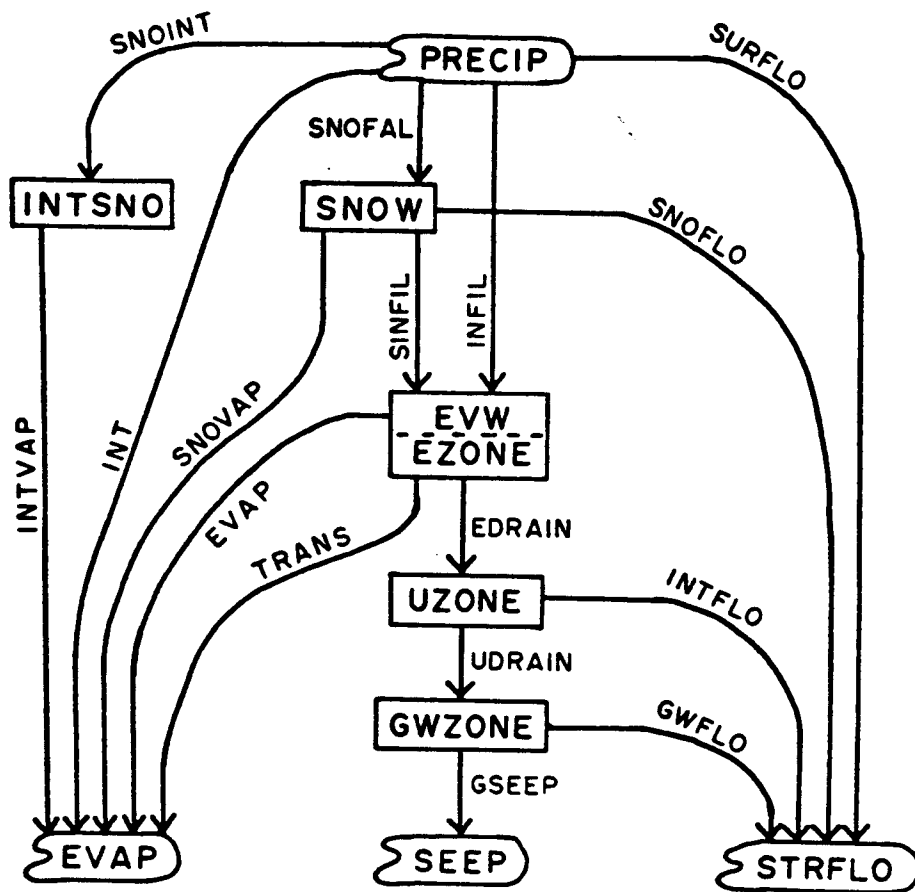 SNOINT
PRECIP
SURFLO
SNOFAL
INTSNO
SNOW
SNOFLO
SINFIL
INFIL
INTVAP
INT
SNOVAP
EVAP
TRANS
EVW
EZONE
EDRAIN
UZONE
INTFLO
UDRAIN
GWZONE
GWFLO
GSEEP
EVAP
SEEP
STRFLO